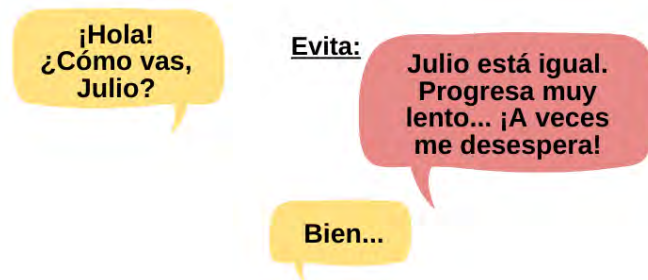 ¡Hola!
¿Cómo vas,
Julio?
Evita:
Julio está igual.
Progresa muy
lento... ¡A veces
me desespera!
Bien...